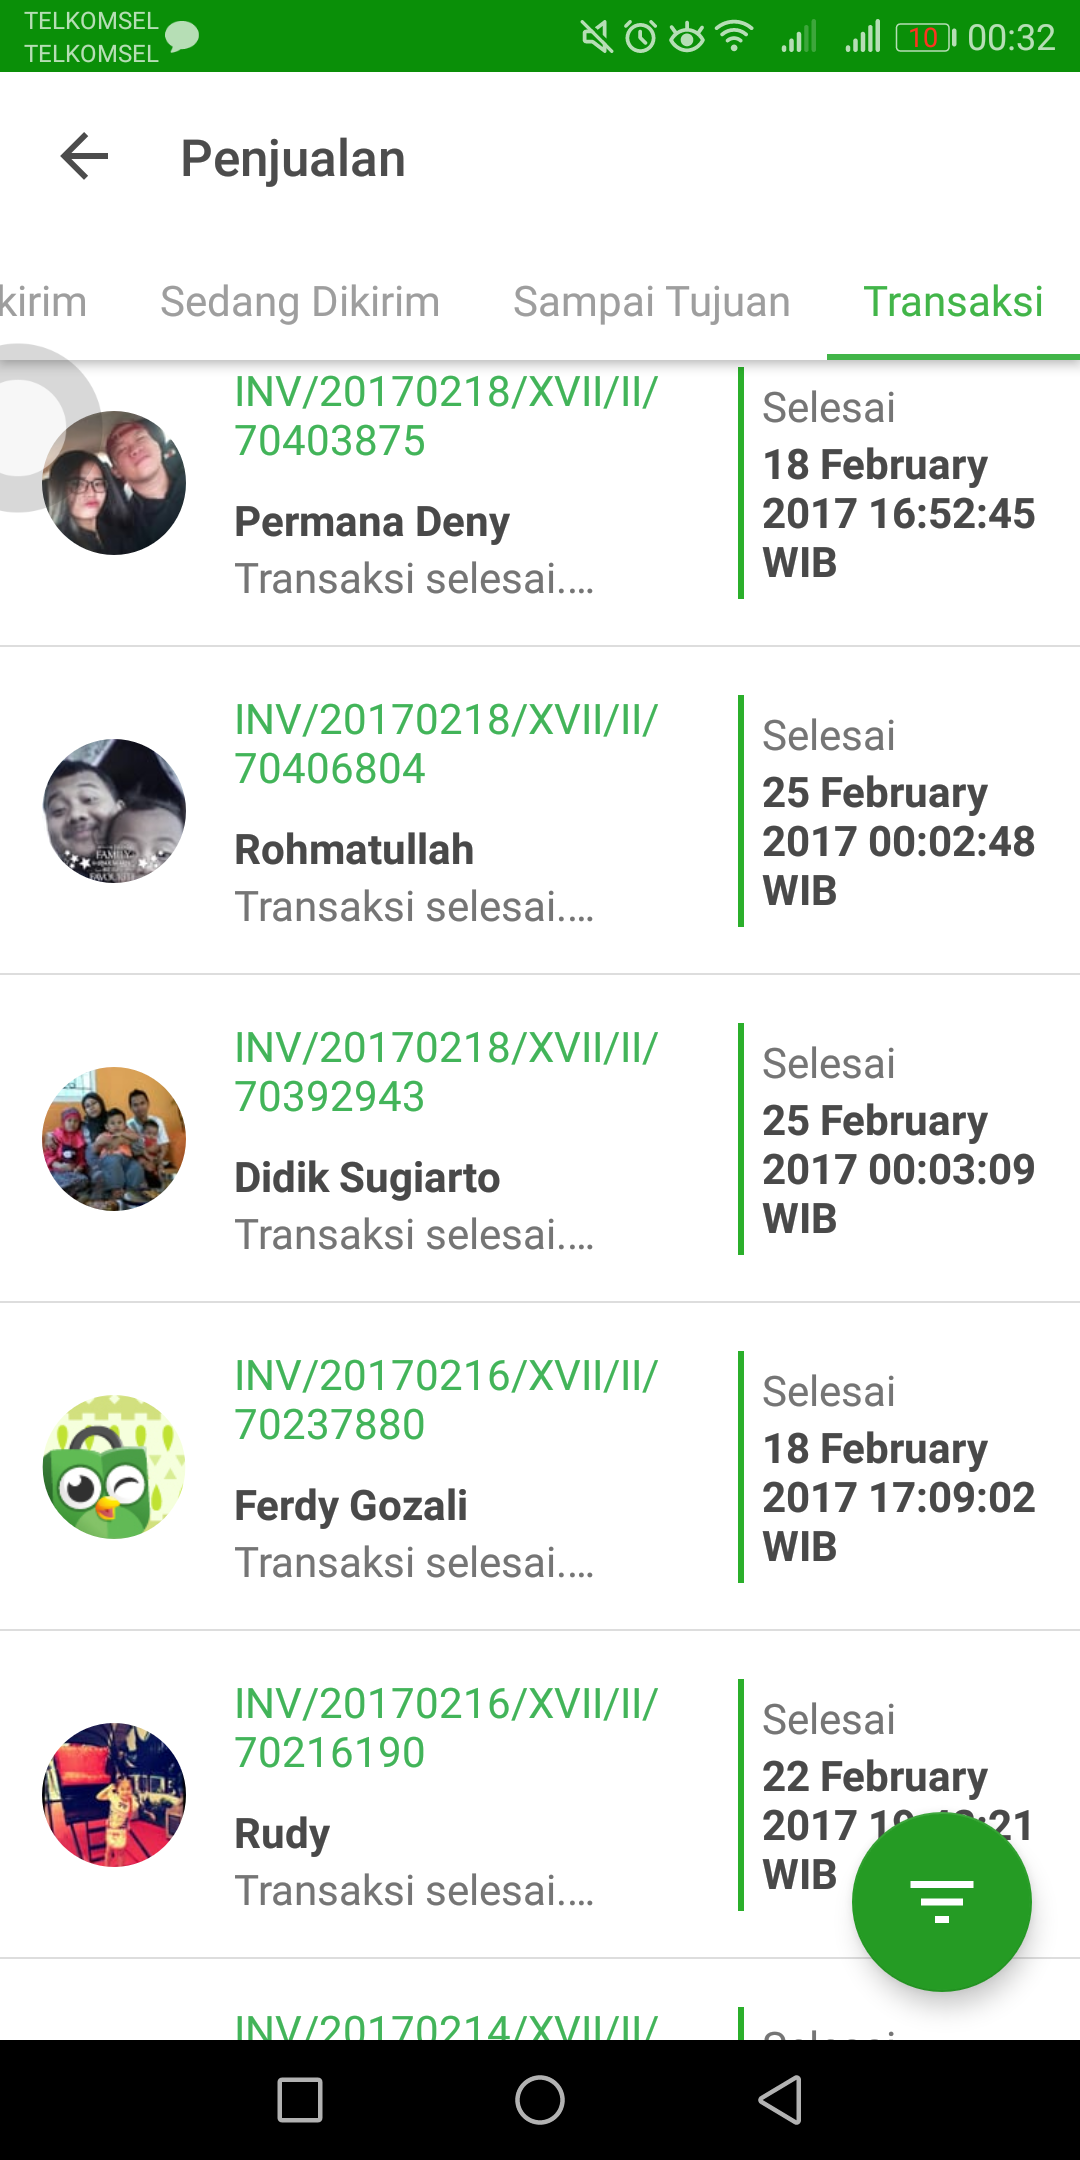 TELKOMSEL
TELKOMSEL
10
00:32
Penjualan
kirim
Sedang Dikirim
Sampai Tujuan
Transaksi
INV/20170218/XVII/II/
70403875
Permana Deny
Transaksi selesai....
Selesai
18 February
2017 16:52:45
WIB
INV/20170218/XVII/II/
70406804
Rohmatullah
Transaksi selesai....
Selesai
25 February
2017 00:02:48
WIB
FAMILY
INV/20170218/XVII/II/
70392943
Didik Sugiarto
Transaksi selesai....
Selesai
25 February
2017 00:03:09
WIB
INV/20170216/XVII/II/
70237880
Ferdy Gozali
Transaksi selesai....
Selesai
18 February
2017 17:09:02
WIB
INV/20170216/XVII/II/
70216190
Rudy
Transaksi selesai....
Selesai
22 February
2017
WIB
INV/20170214/XVII/II/
Selesai